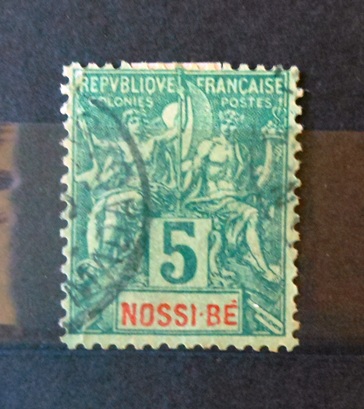 REPVBLIQVE FRANÇAISE
COLONIES POSTES
5
NOSSI-BÉ